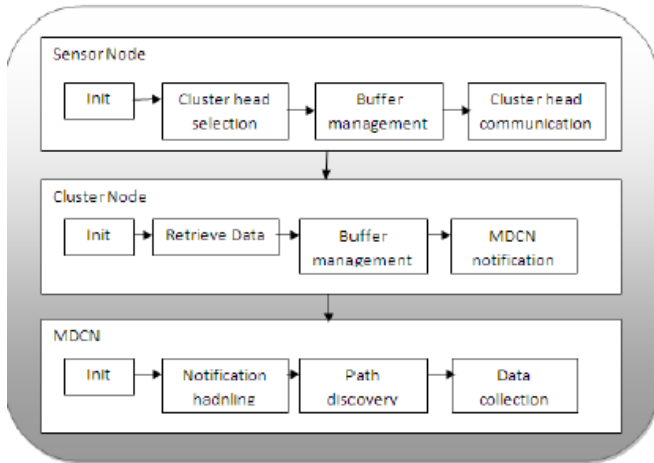 Sensor Node
Init
Cluster head
selection
Buffer
management
Cluster head
communication
Cluster Node
Init
Retrieve Data
Buffer
management
MDCN
notification
MDCN
Init
Notification
hadnling
Path
discovery
Data
collection